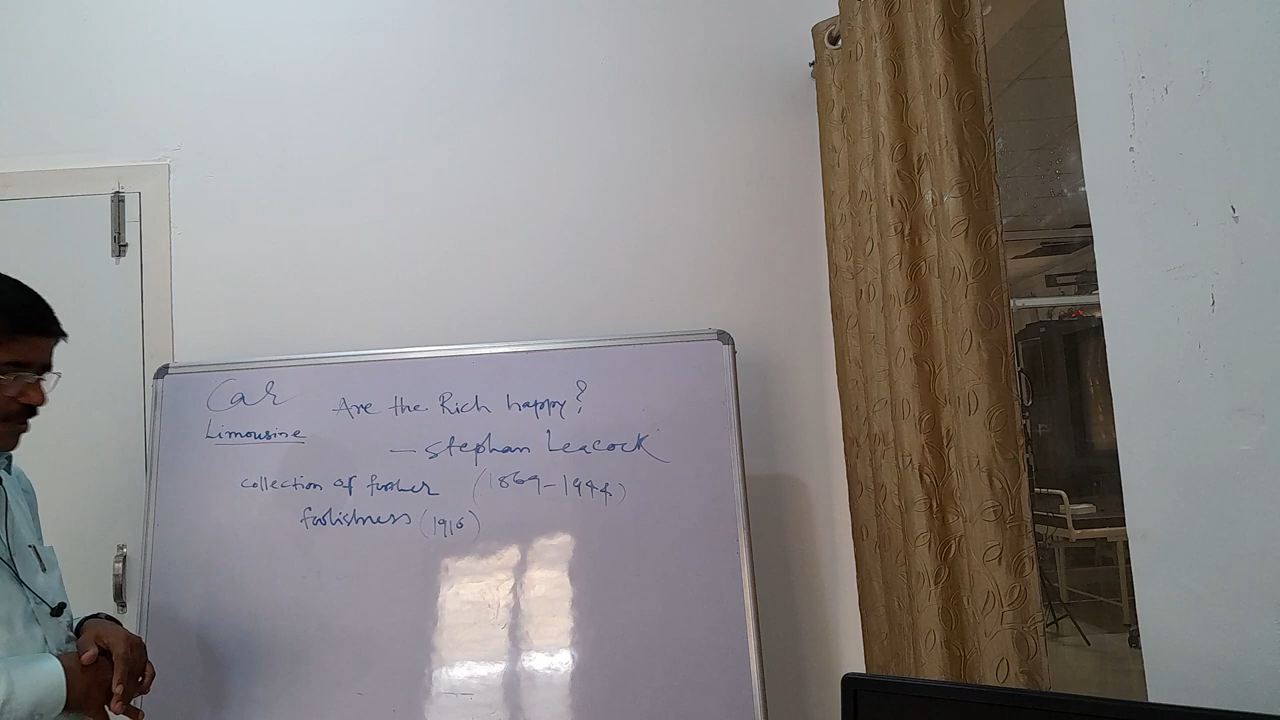 Car
Are the Rich happy?
Limousine
— Stephan Leacock
collection of further (1869-1944)
foolishness (1916)